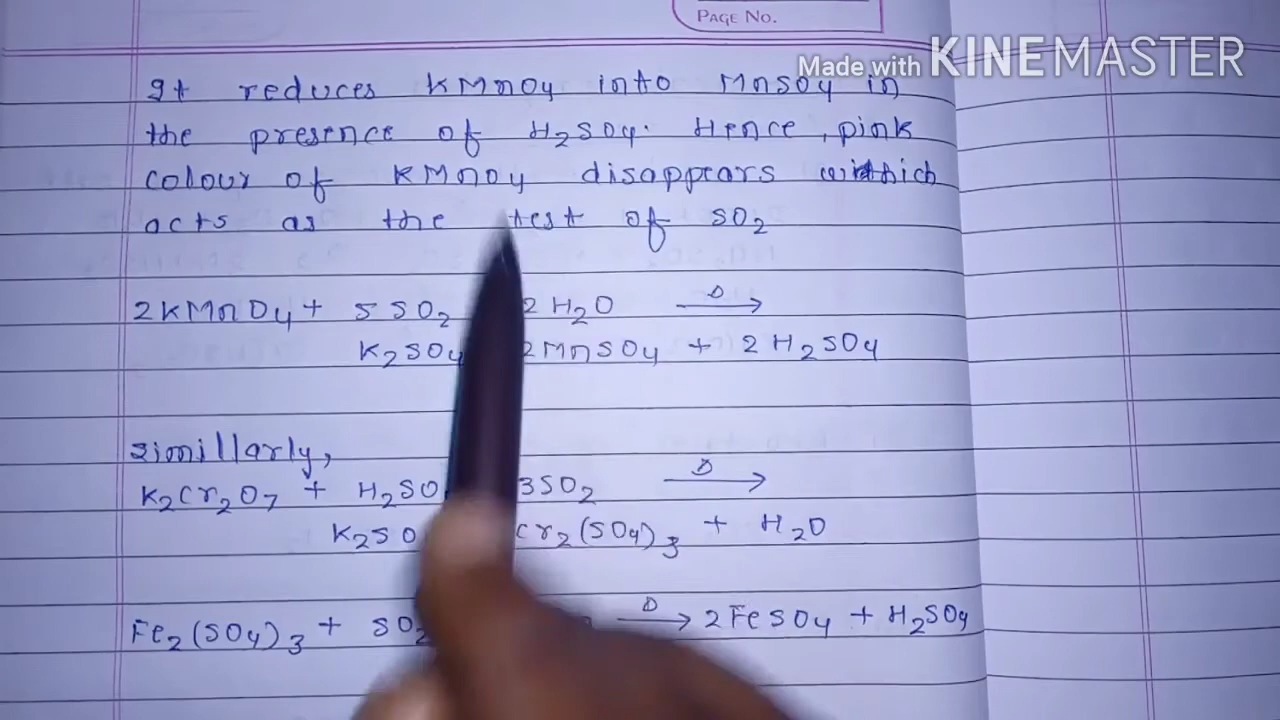 PAGE NO.
Made with KINEMASTER
It reduces KMnO4 into MnSO4 in
the presence of H2SO4. Hence, pink
colour of KMnO4 disappears which
acts as the test of SO2
2KMnO4 + 5SO2 2H2O Δ →
K2SO4 2MnSO4 + 2H2SO4
simillarly,
K2Cr2O7 + H2SO 3SO2 Δ →
K2SO Cr2(SO4)3 + H2O
Fe2(SO4)3 + SO2 Δ → 2FeSO4 + H2SO4